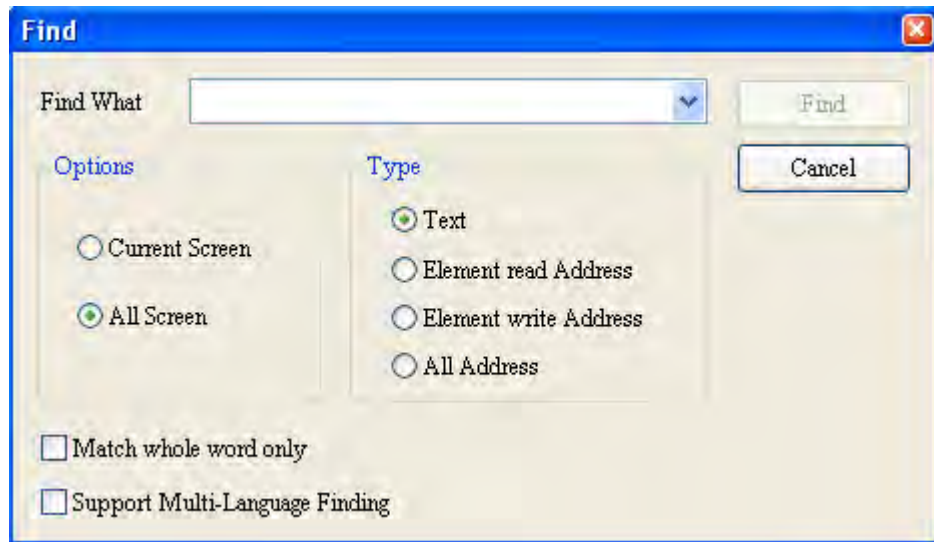 Find
Find What
Find
Options
Type
Cancel
Current Screen
All Screen
Text
Element read Address
Element write Address
All Address
Match whole word only
Support Multi-Language Finding